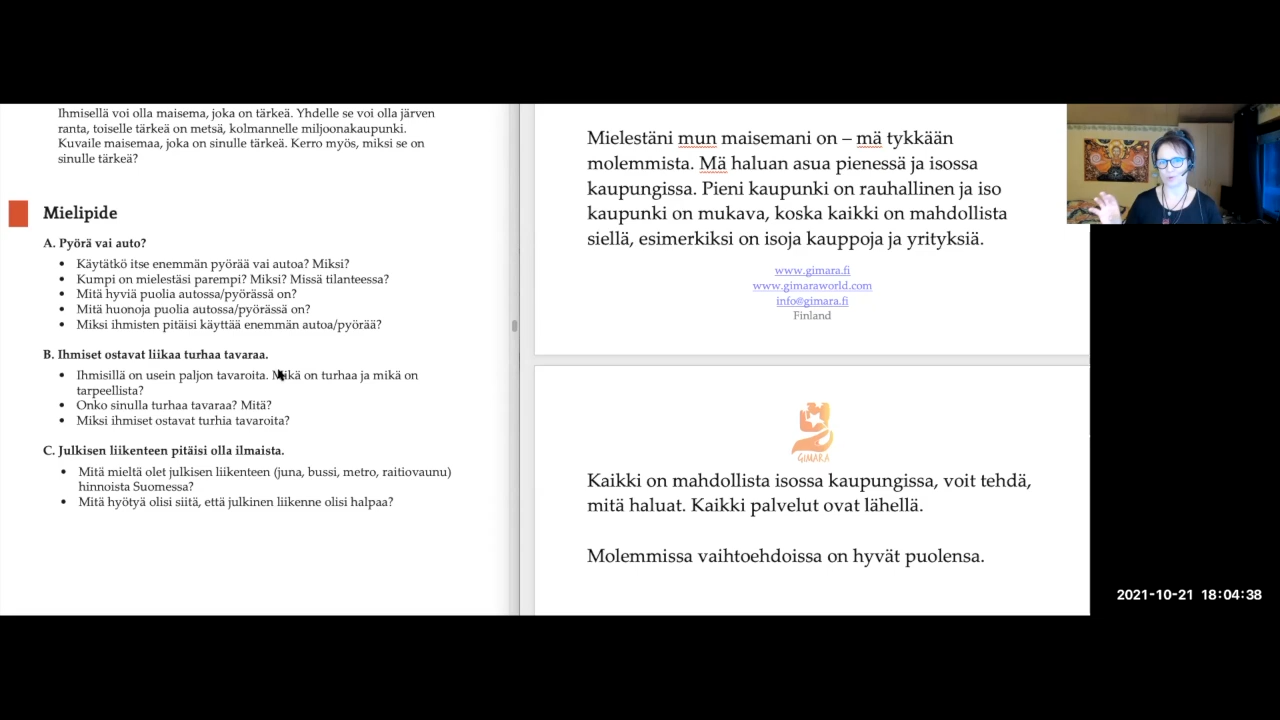 Ihmisellä voi olla maisema, joka on tärkeä. Yhdelle se voi olla järven
ranta, toiselle tärkeä on metsä, kolmannelle miljoonakaupunki.
Kuvaile maisemaa, joka on sinulle tärkeä. Kerro myös, miksi se on
sinulle tärkeä?
Mielipide
A. Pyörä vai auto?
• Käytätkö itse enemmän pyörää vai autoa? Miksi?
• Kumpi on mielestäsi parempi? Miksi? Missä tilanteessa?
• Mitä hyviä puolia autossa/pyörässä on?
• Mitä huonoja puolia autossa/pyörässä on?
• Miksi ihmisten pitäisi käyttää enemmän autoa/pyörää?
B. Ihmiset ostavat liikaa turhaa tavaraa.
• Ihmisillä on usein paljon tavaroita. Mikä on turhaa ja mikä on
tarpeellista?
• Onko sinulla turhaa tavaraa? Mitä?
• Miksi ihmiset ostavat turhia tavaroita?
C. Julkisen liikenteen pitäisi olla ilmaista.
• Mitä mieltä olet julkisen liikenteen (juna, bussi, metro, raitiovaunu)
hinnoista Suomessa?
• Mitä hyötyä olisi siitä, että julkinen liikenne olisi halpaa?
Mielestäni mun maisemani on – mä tykkään
molemmista. Mä haluan asua pienessä ja isossa
kaupungissa. Pieni kaupunki on rauhallinen ja iso
kaupunki on mukava, koska kaikki on mahdollista
siellä, esimerkiksi on isoja kauppoja ja yrityksiä.
www.gimara.fi
www.gimaraworld.com
info@gimara.fi
Finland
GIMARA
Kaikki on mahdollista isossa kaupungissa, voit tehdä,
mitä haluat. Kaikki palvelut ovat lähellä.
Molemmissa vaihtoehdoissa on hyvät puolensa.
2021-10-21 18:04:38